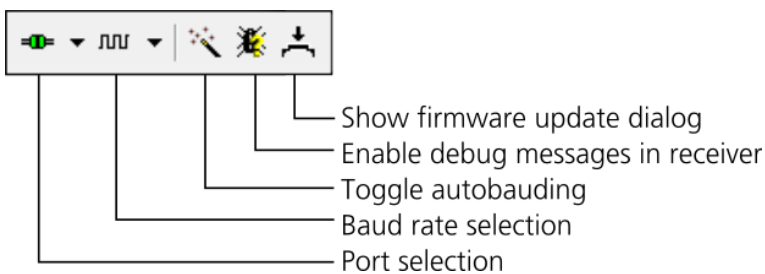 Show firmware update dialog
Enable debug messages in receiver
Toggle autobauding
Baud rate selection
Port selection